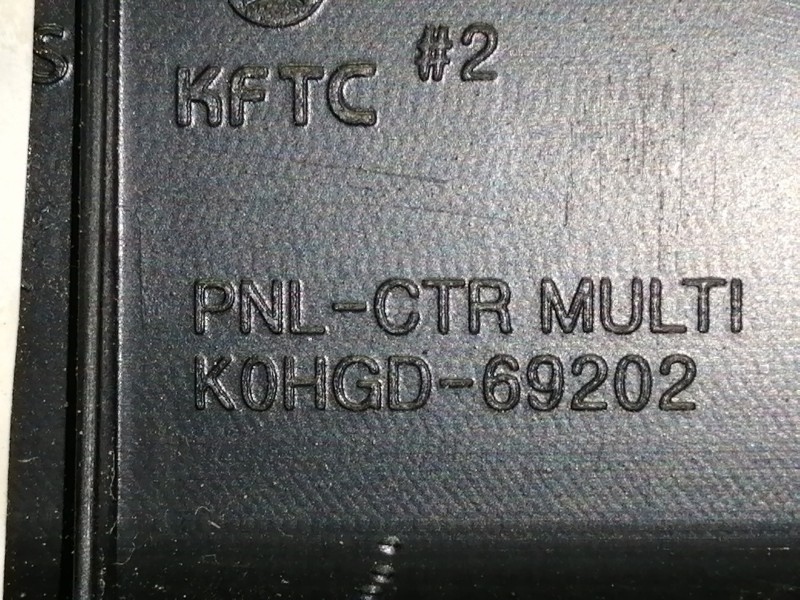 S
KFTC #2
PNL-CTR MULTI
K0HGD-69202